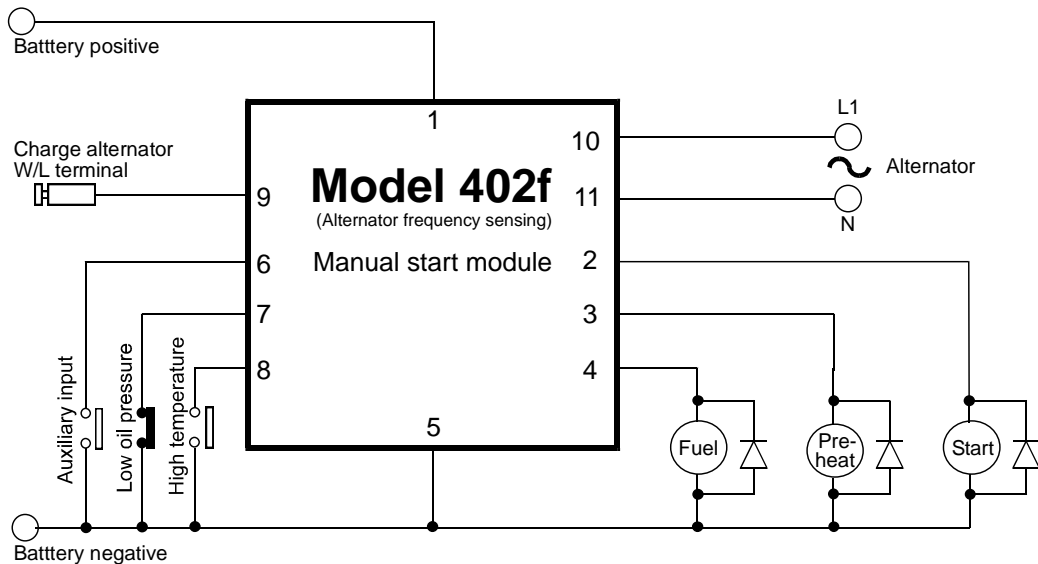 Batttery positive
1
L1
10
Alternator
Charge alternator
W/L terminal
9
Model 402f
11
N
(Alternator frequency sensing)
6
Manual start module
2
7
3
8
4
Auxiliary input
Low oil pressure
High temperature
5
Fuel
Pre-
heat
Start
Batttery negative